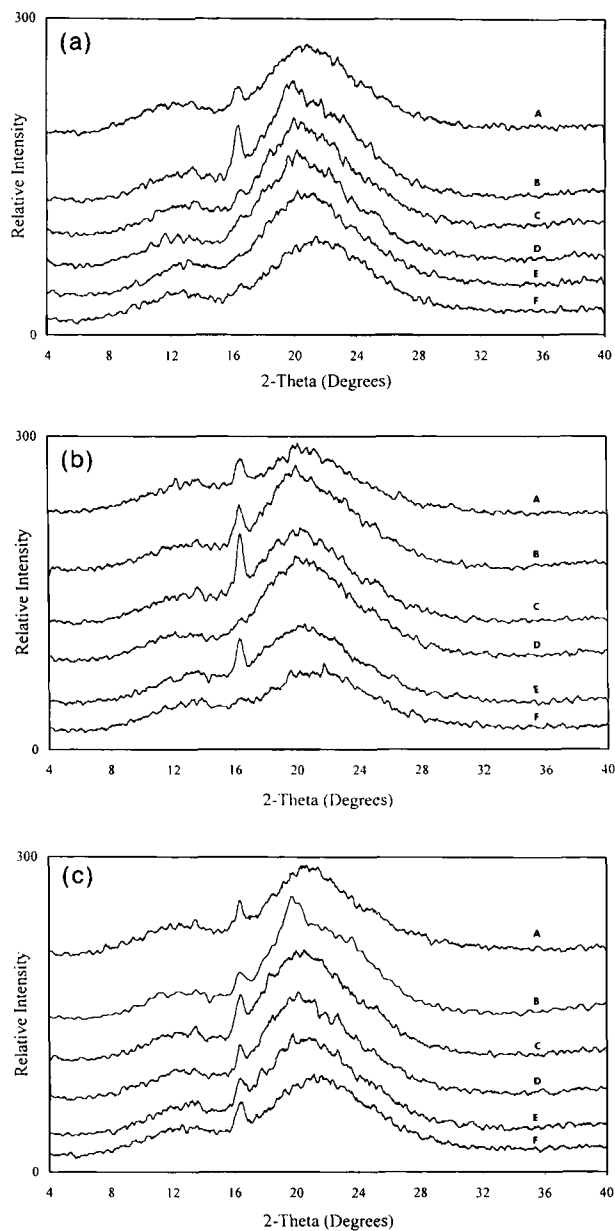 (a)
300
Relative Intensity
A
B
C
D
E
F
0
4 8 12 16 20 24 28 32 36 40
2-Theta (Degrees)
(b)
300
Relative Intensity
A
B
C
D
E
F
0
4 8 12 16 20 24 28 32 36 40
2-Theta (Degrees)
(c)
300
Relative Intensity
A
B
C
D
E
F
0
4 8 12 16 20 24 28 32 36 40
2-Theta (Degrees)